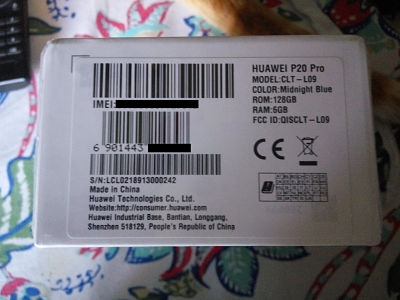 HUAWEI P20 Pro
MODEL:CLT-L09
COLOR:Midnight Blue
ROM:128GB
RAM:6GB
FCC ID:QISCLT-L09
IMEI:
6 901443
S/N:LCL0218913000242
Made in China
Huawei Technologies Co., Ltd.
Website:http://consumer.huawei.com
Huawei Industrial Base, Bantian, Longgang,
Shenzhen 518129, People's Republic of China
CE